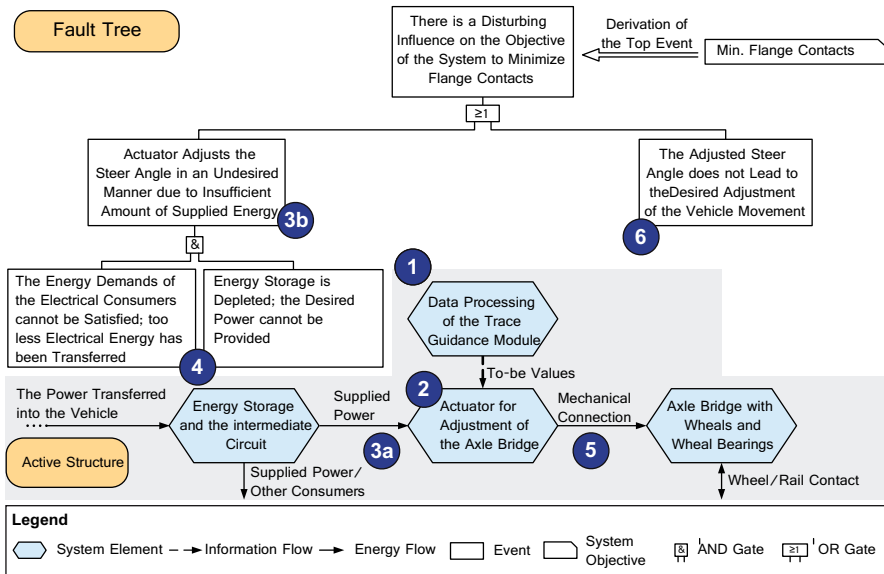 Fault Tree
There is a Disturbing
Influence on the Objective
of the System to Minimize
Flange Contacts
Derivation of
the Top Event
Min. Flange Contacts
≥1
Actuator Adjusts the
Steer Angle in an Undesired
Manner due to Insufficient
Amount of Supplied Energy
3b
The Adjusted Steer
Angle does not Lead to
theDesired Adjustment
of the Vehicle Movement
6
&
The Energy Demands of
the Electrical Consumers
cannot be Satisfied; too
less Electrical Energy has
been Transferred
Energy Storage is
Depleted; the Desired
Power cannot be
Provided
4
1
Data Processing
of the Trace
Guidance Module
To-be Values
The Power Transferred
into the Vehicle
Energy Storage
and the intermediate
Circuit
Supplied
Power
3a
2
Actuator for
Adjustment of
the Axle Bridge
Mechanical
Connection
5
Axle Bridge with
Wheals and
Wheel Bearings
Active Structure
Supplied Power/
Other Consumers
Wheel/Rail Contact
Legend
System Element
Information Flow
Energy Flow
Event
System
Objective
&
AND Gate
≥1
OR Gate